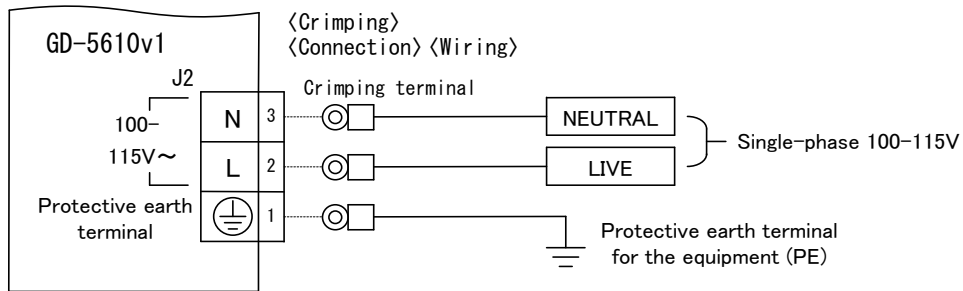 〈Crimping〉
〈Connection〉〈Wiring〉
GD-5610v1
J2
Crimping terminal
100-
115V～
N
3
NEUTRAL
L
2
LIVE
Single-phase 100-115V
Protective earth
terminal
1
Protective earth terminal
for the equipment (PE)